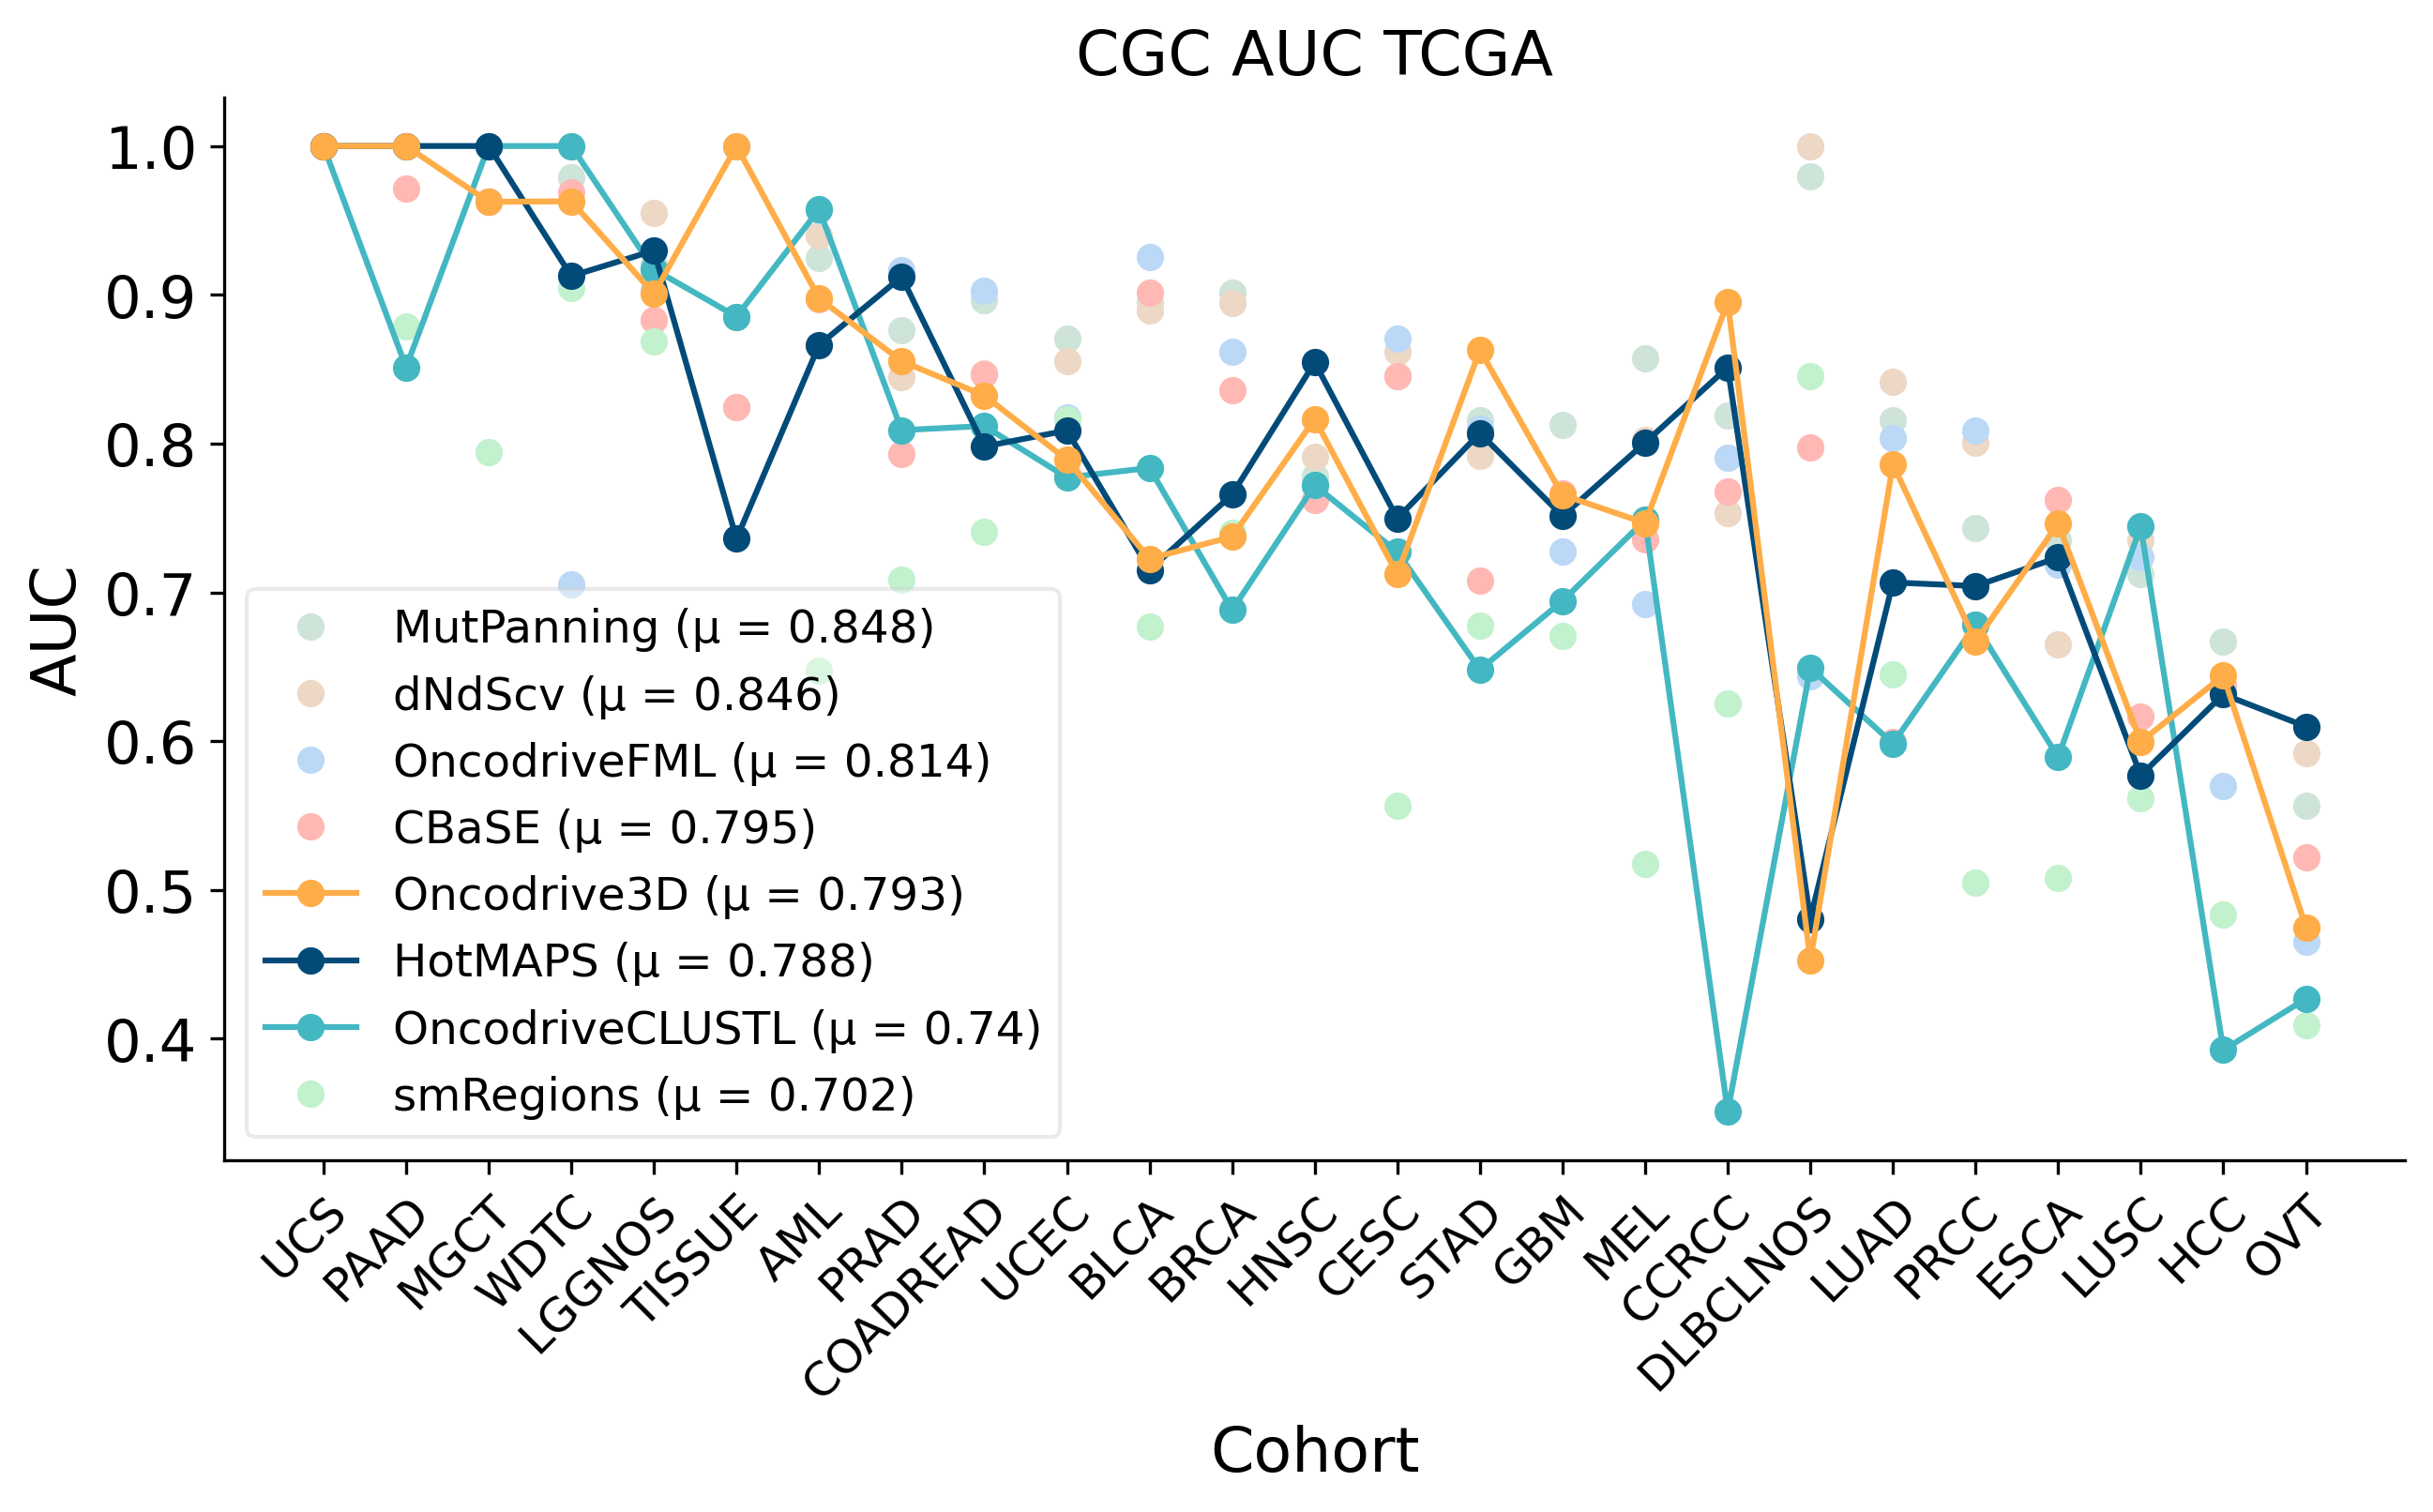 CGC AUC TCGA
AUC
1.0
0.9
0.8
0.7
0.6
0.5
0.4
MutPanning (μ = 0.848)
dNdScv (μ = 0.846)
OncodriveFML (μ = 0.814)
CBaSE (μ = 0.795)
Oncodrive3D (μ = 0.793)
HotMAPS (μ = 0.788)
OncodriveCLUSTL (μ = 0.74)
smRegions (μ = 0.702)
UCS
PAAD
MGCT
WDTC
LGGNOS
TISSUE
AML
PRAD
COADREAD
UCEC
BLCA
BRCA
HNSC
CESC
STAD
GBM
MEL
CCRCC
DLBCLNOS
LUAD
PRCC
ESCA
LUSC
HCC
OVT
Cohort